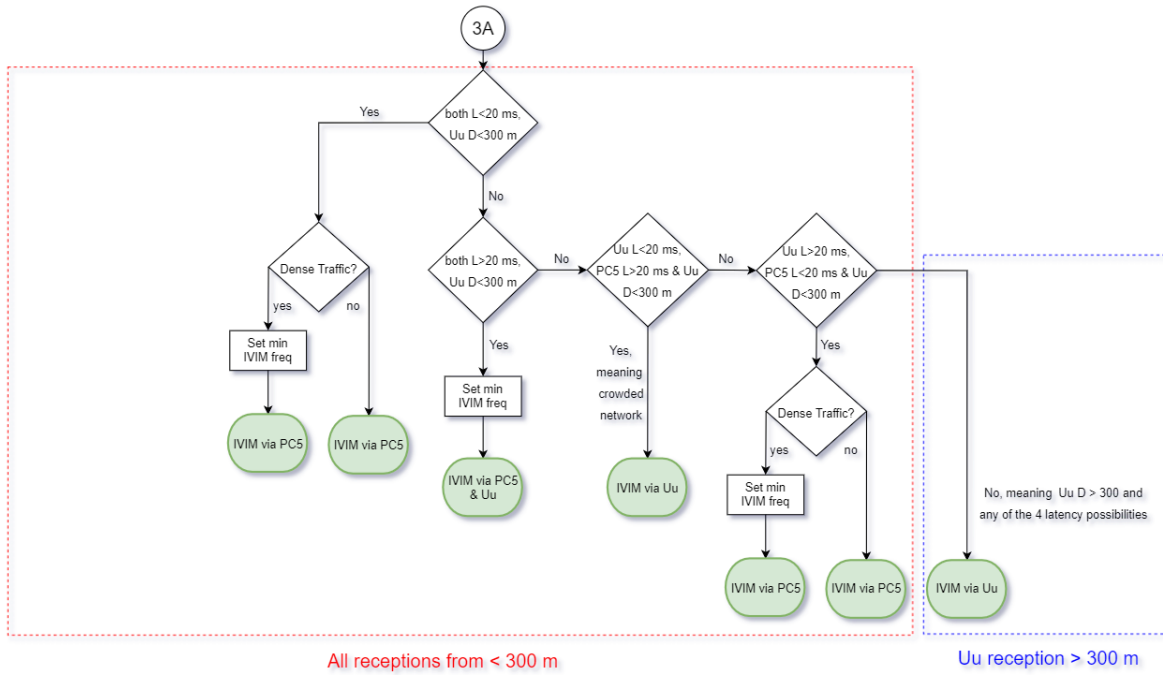 3A
both L<20 ms,
Uu D<300 m
Yes
No
Dense Traffic?
yes
no
Set min
IVIM freq
IVIM via PC5
IVIM via PC5
both L>20 ms,
Uu D<300 m
No
Yes
Set min
IVIM freq
IVIM via PC5
& Uu
Uu L<20 ms,
PC5 L>20 ms & Uu
D<300 m
No
Yes,
meaning
crowded
network
IVIM via Uu
Uu L>20 ms,
PC5 L<20 ms & Uu
D<300 m
Yes
Dense Traffic?
yes
no
Set min
IVIM freq
IVIM via PC5
IVIM via PC5
No, meaning Uu D > 300 and
any of the 4 latency possibilities
IVIM via Uu
All receptions from < 300 m
Uu reception > 300 m